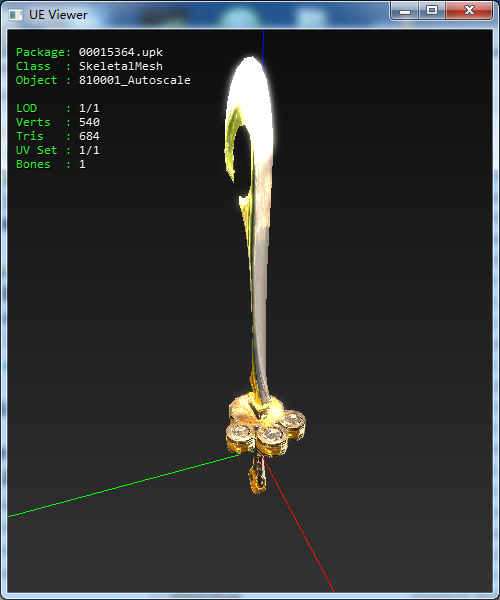 UE Viewer
Package: 00015364.upk
Class : SkeletalMesh
Object : 810001_Autoscale
LOD : 1/1
Verts : 540
Tris : 684
UV Set : 1/1
Bones : 1